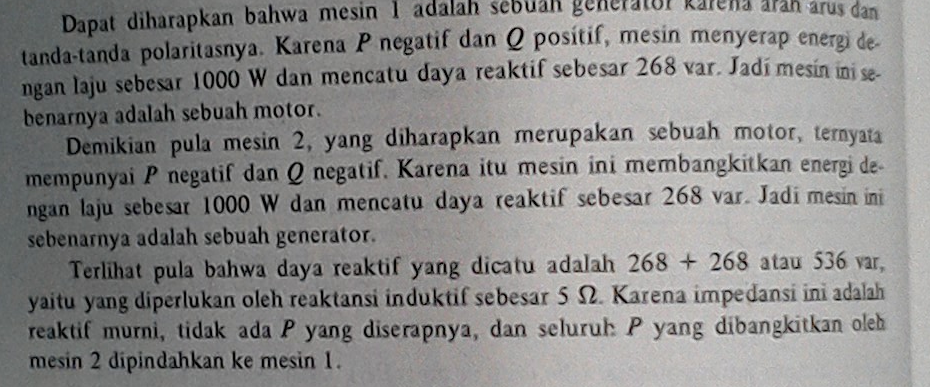 Dapat diharapkan bahwa mesin 1 adalah sebuah generator karena arah arus dan
tanda-tanda polaritasnya. Karena P negatif dan Q positif, mesin menyerap energi de-
ngan laju sebesar 1000 W dan mencatu daya reaktif sebesar 268 var. Jadi mesin ini se-
benarnya adalah sebuah motor.
Demikian pula mesin 2, yang diharapkan merupakan sebuah motor, ternyata
mempunyai P negatif dan Q negatif. Karena itu mesin ini membangkitkan energi de-
ngan laju sebesar 1000 W dan mencatu daya reaktif sebesar 268 var. Jadi mesin ini
sebenarnya adalah sebuah generator.
Terlihat pula bahwa daya reaktif yang dicatu adalah 268 + 268 atau 536 var,
yaitu yang diperlukan oleh reaktansi induktif sebesar 5 Ω. Karena impedansi ini adalah
reaktif murni, tidak ada P yang diserapnya, dan seluruh P yang dibangkitkan oleh
mesin 2 dipindahkan ke mesin 1.